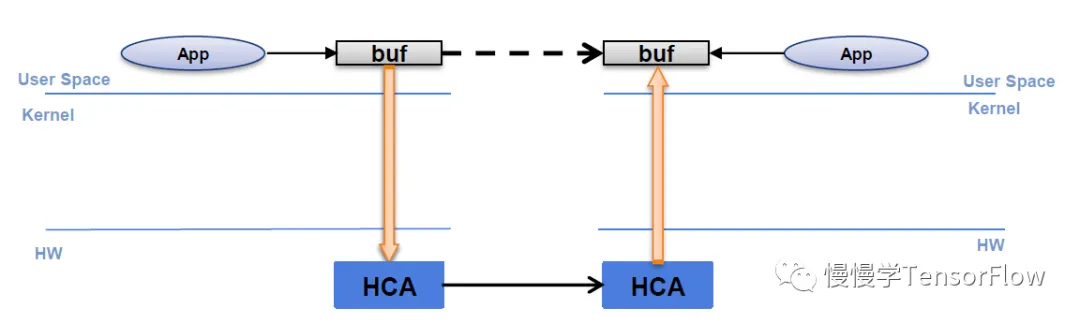 App
buf
buf
App
User Space
User Space
Kernel
Kernel
HW
HW
HCA
HCA
慢慢学TensorFlow